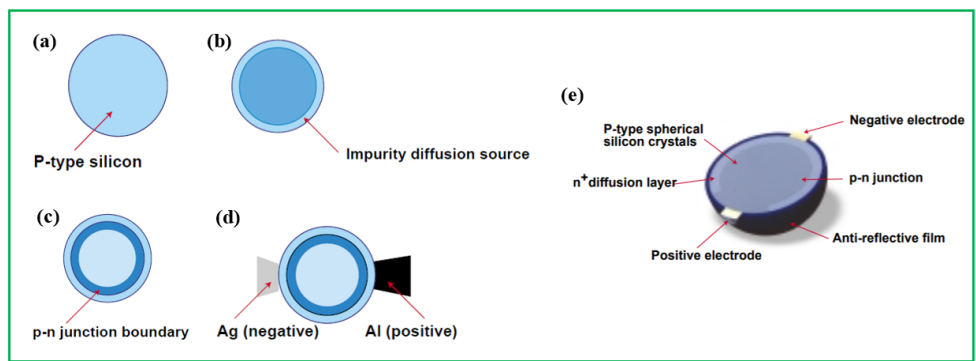 (a)
P-type silicon
(b)
Impurity diffusion source
(c)
p-n junction boundary
(d)
Ag (negative)
Al (positive)
(e)
Negative electrode
P-type spherical
silicon crystals
n+diffusion layer
p-n junction
Anti-reflective film
Positive electrode